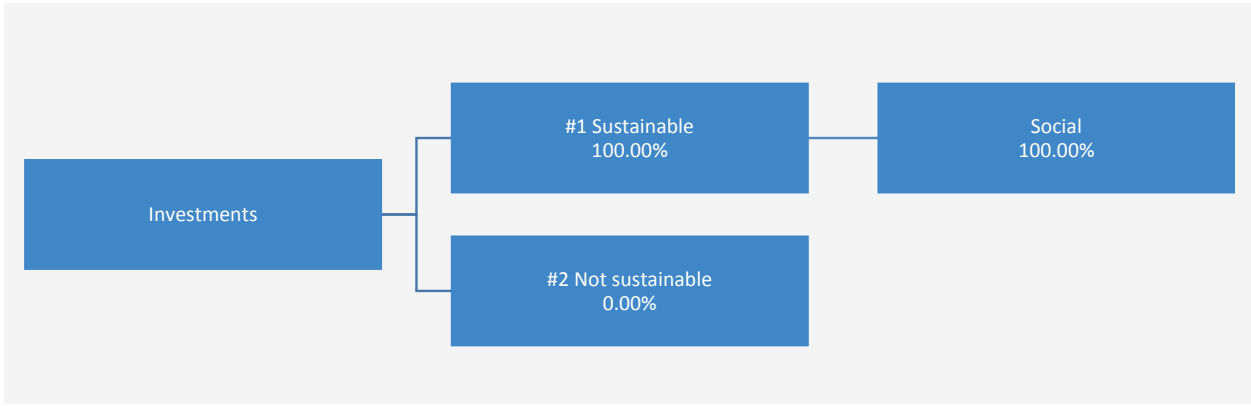 Investments
#1 Sustainable
100.00%
Social
100.00%
#2 Not sustainable
0.00%